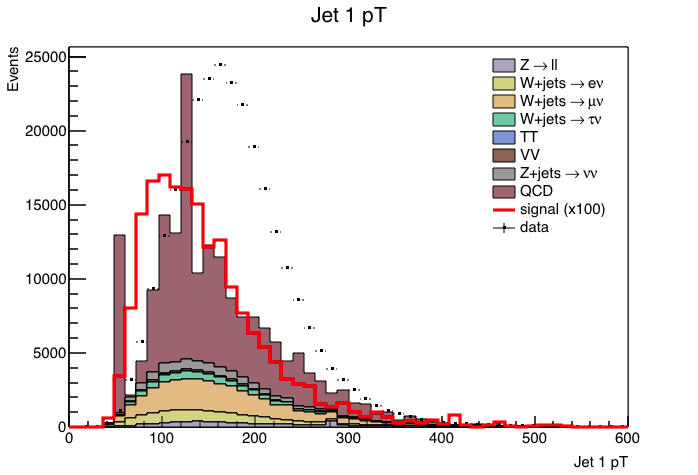 Jet 1 pT
Events
25000
20000
15000
10000
5000
0
Z → ll
W+jets → eν
W+jets → μν
W+jets → τν
TT
VV
Z+jets → νν
QCD
signal (x100)
data
0 100 200 300 400 500 600
Jet 1 pT